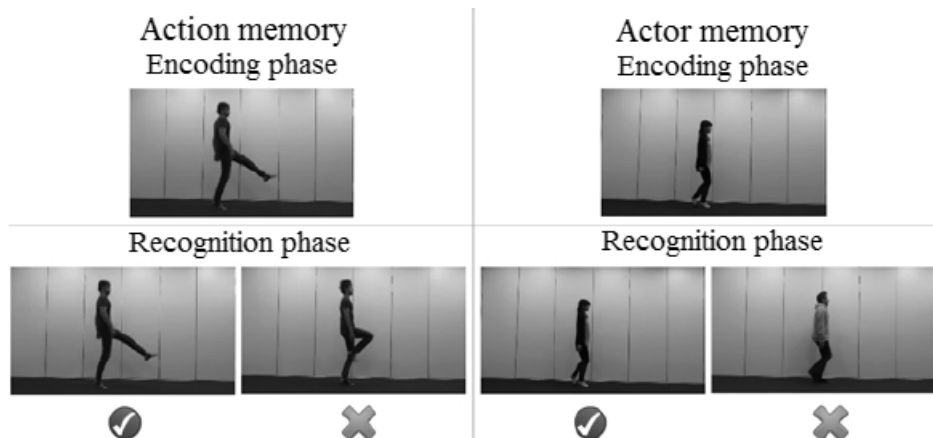 Action memory
Encoding phase
Recognition phase
Actor memory
Encoding phase
Recognition phase